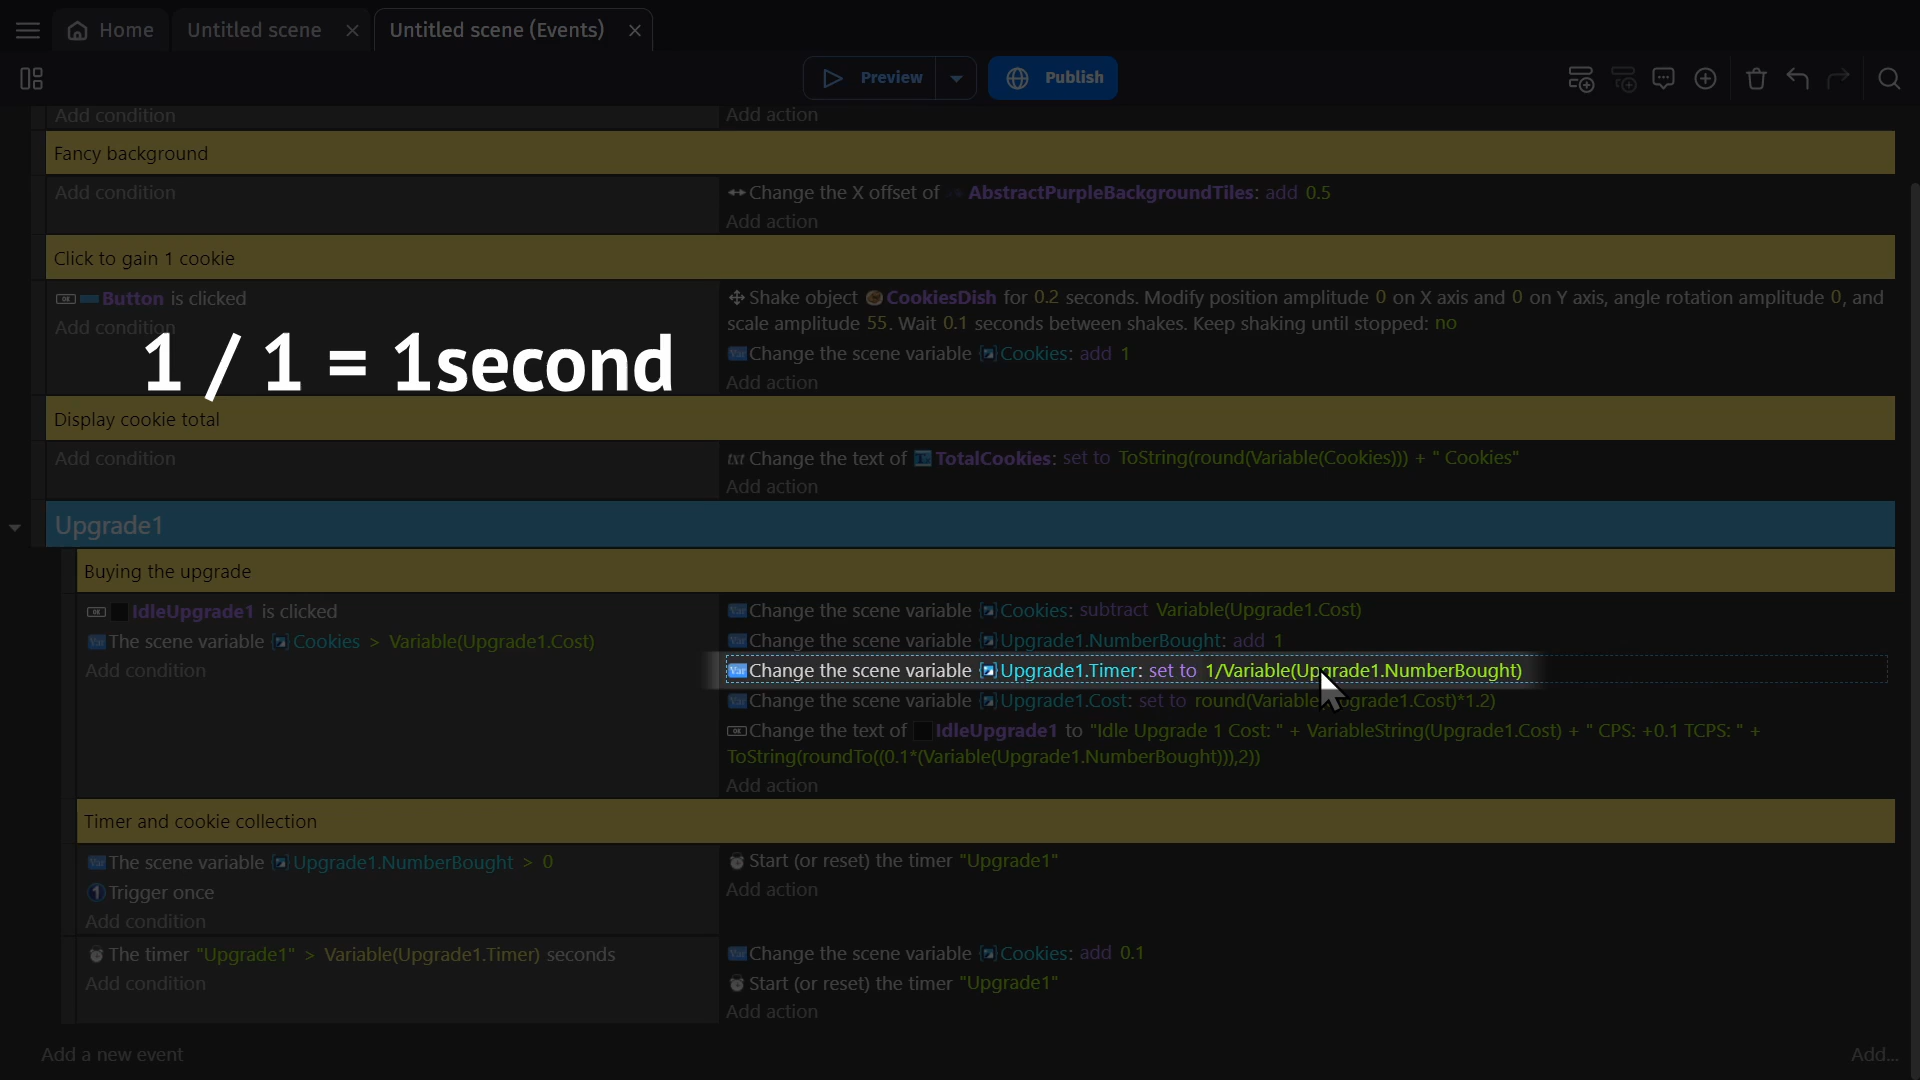 Home
Untitled scene
Untitled scene (Events)
Preview
Publish
Add condition
Add action
Fancy background
Add condition
Change the X offset of AbstractPurpleBackgroundTiles: add 0.5
Add action
Click to gain 1 cookie
Button is clicked
Add condition
Shake object CookiesDish for 0.2 seconds. Modify position amplitude 0 on X axis and 0 on Y axis, angle rotation amplitude 0, and
scale amplitude 55. Wait 0.1 seconds between shakes. Keep shaking until stopped: no
Change the scene variable Cookies: add 1
Add action
1 / 1 = 1second
Display cookie total
Add condition
Change the text of TotalCookies: set to ToString(round(Variable(Cookies))) + " Cookies"
Add action
Upgrade1
Buying the upgrade
IdleUpgrade1 is clicked
The scene variable Cookies > Variable(Upgrade1.Cost)
Add condition
Change the scene variable Cookies: subtract Variable(Upgrade1.Cost)
Change the scene variable Upgrade1.NumberBought: add 1
Change the scene variable Upgrade1.Timer: set to 1/Variable(Upgrade1.NumberBought)
Change the scene variable Upgrade1.Cost: set to round(Variable grade1.Cost)*1.2)
Change the text of IdleUpgrade1 to "Idle Upgrade 1 Cost: " + VariableString(Upgrade1.Cost) + " CPS: +0.1 TCPS: " +
ToString(roundTo((0.1*(Variable(Upgrade1.NumberBought))),2))
Add action
Timer and cookie collection
The scene variable Upgrade1.NumberBought > 0
Trigger once
Add condition
Start (or reset) the timer "Upgrade1"
Add action
The timer "Upgrade1" > Variable(Upgrade1.Timer) seconds
Add condition
Change the scene variable Cookies: add 0.1
Start (or reset) the timer "Upgrade1"
Add action
Add a new event
Add...